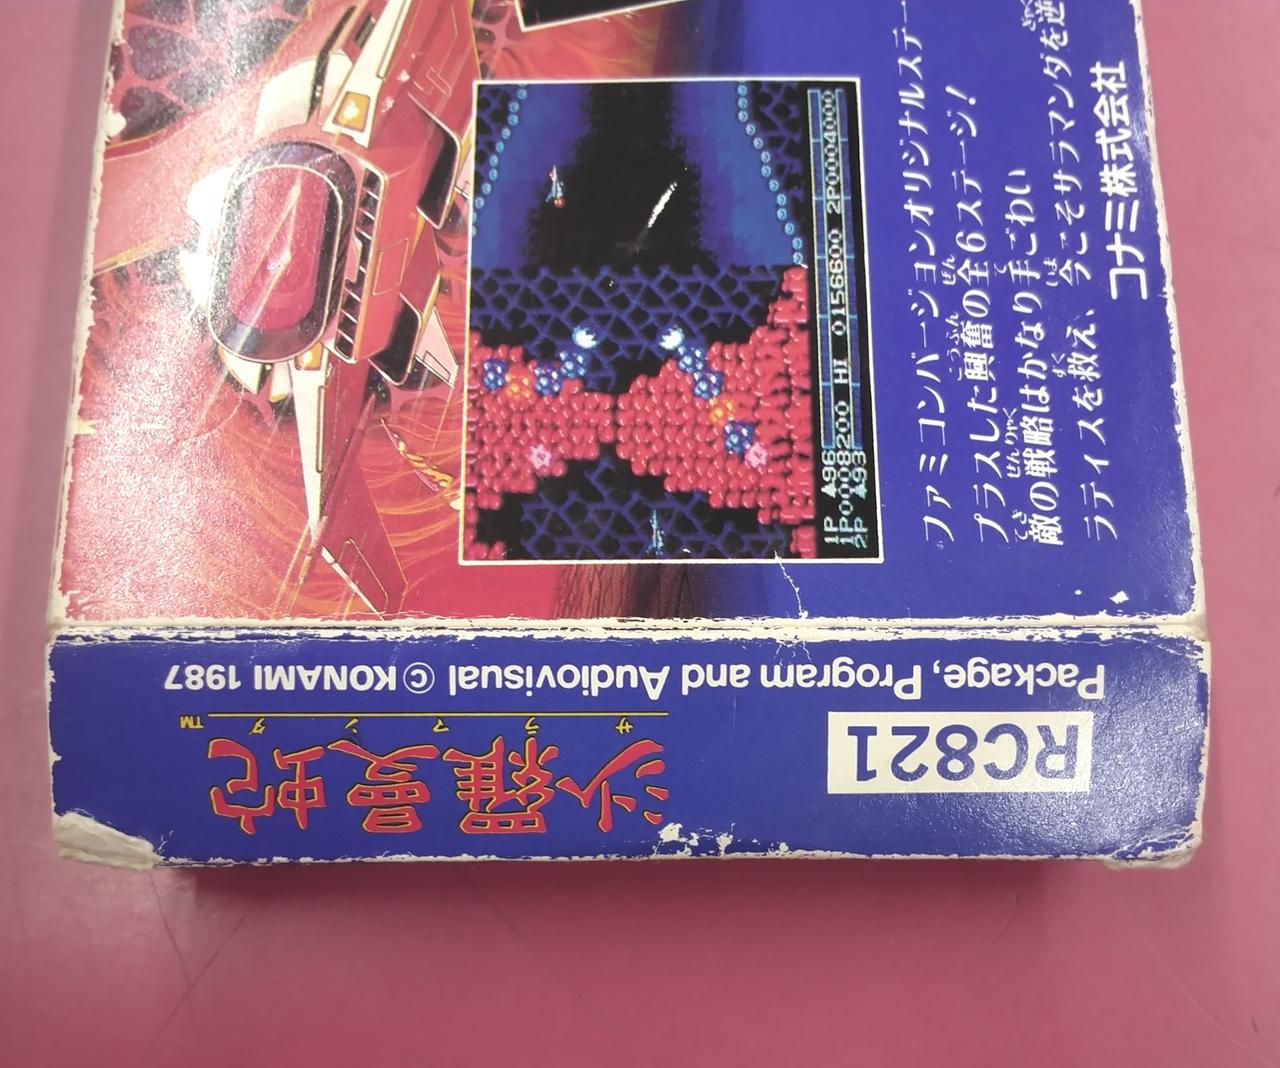 ファミコンバージョンオリジナルステー
プラスした興奮の全6ステージ!
敵の戦略はかなり手ごわい
ラティスを救え、今こそサラマンダを逆
コナミ株式会社
1P ▲96
1P0008200 HI 0156800 2P0004000
2P ▲93
Package, Program and Audiovisual © KONAMI 1987
RC821
沙羅曼蛇
サラマンダ
TM